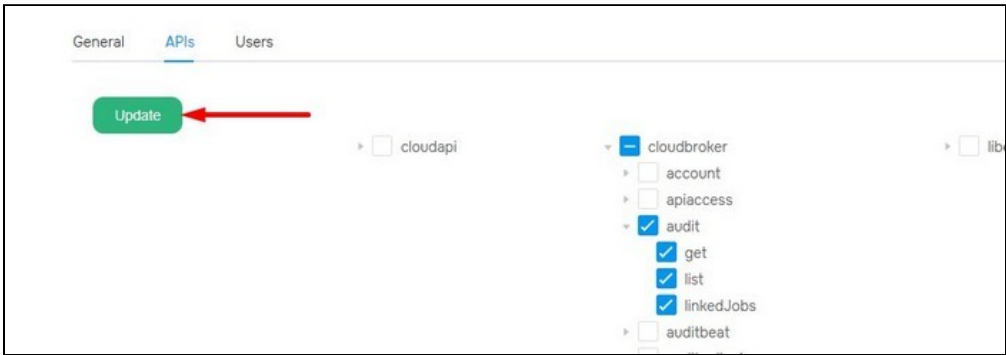 General APIs Users
Update
cloudapi cloudbroker
account
apiaccess
audit
get
list
linkedJobs
auditbeat